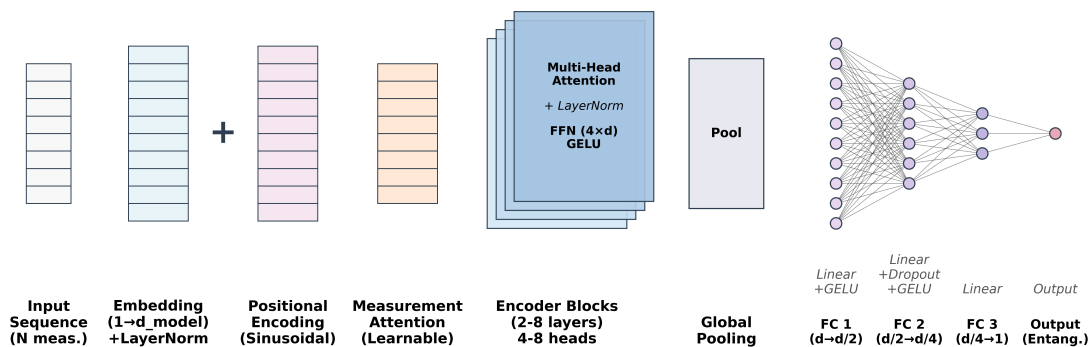 +
Multi-Head
Attention
+ LayerNorm
FFN (4×d)
GELU
Pool
Input
Sequence
(N meas.)
Embedding
(1→d_model)
+LayerNorm
Positional
Encoding
(Sinusoidal)
Measurement
Attention
(Learnable)
Encoder Blocks
(2-8 layers)
4-8 heads
Global
Pooling
Linear
+GELU
FC 1
(d→d/2)
Linear
+Dropout
+GELU
FC 2
(d/2→d/4)
Linear
FC 3
(d/4→1)
Output
Output
(Entang.)